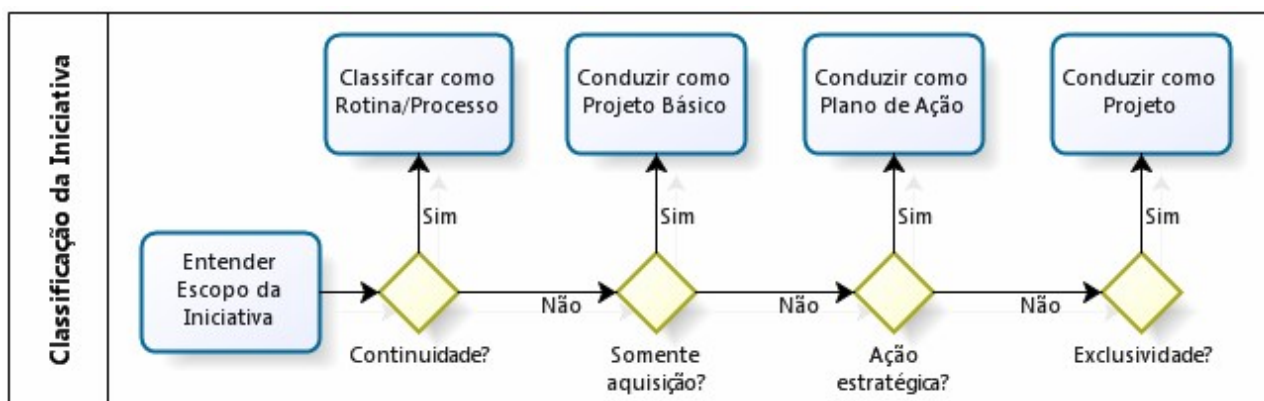 Classificação da Iniciativa
Classifcar como
Rotina/Processo
Conduzir como
Projeto Básico
Conduzir como
Plano de Ação
Conduzir como
Projeto
Sim
Sim
Sim
Sim
Entender
Escopo da
Iniciativa
Não
Não
Não
Continuidade?
Somente
aquisição?
Ação
estratégica?
Exclusividade?